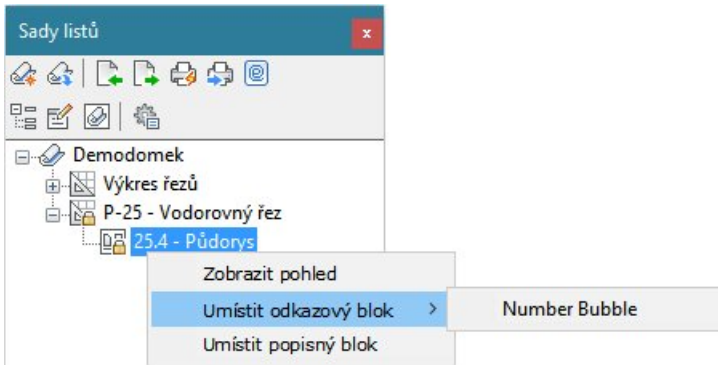 Sady listů
x
Demodomek
Výkres řezů
P-25 - Vodorovný řez
25.4 - Půdorys
Zobrazit pohled
Umístit odkazový blok
Number Bubble
Umístit popisný blok